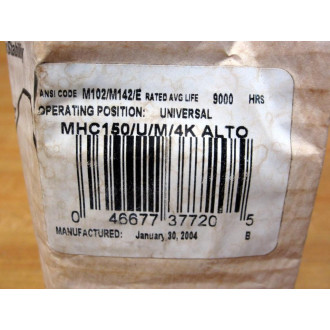 Stability
ANSI CODE M102/M142/E RATED AVG LIFE 9000 HRS
OPERATING POSITION: UNIVERSAL
MHC150/U/M/4K ALTO
0 46677 37720 5
MANUFACTURED: January 30, 2004 B